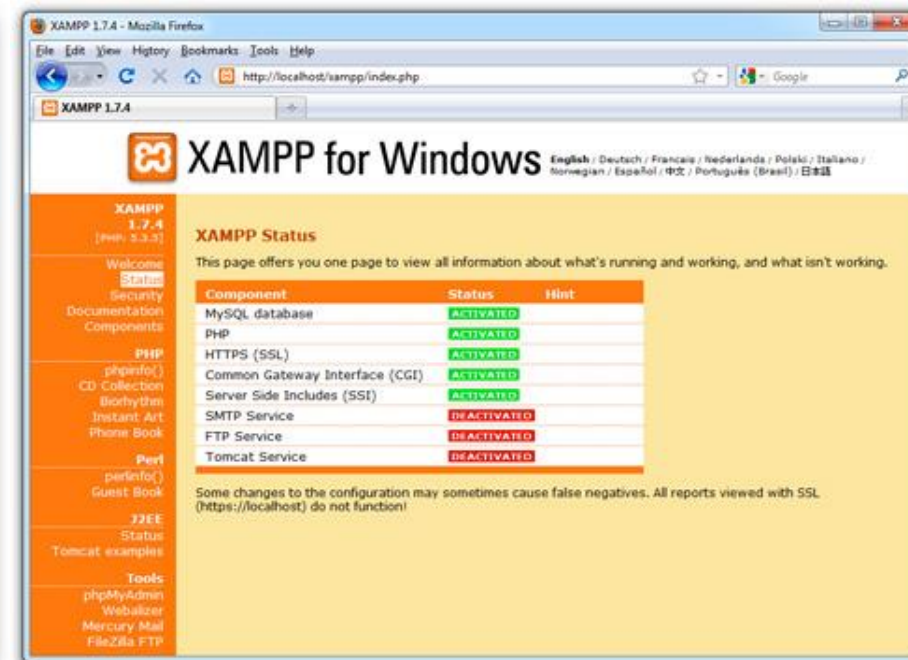 XAMPP 1.7.4 - Mozilla Firefox
File Edit View History Bookmarks Tools Help
http://localhost/xampp/index.php
Google
XAMPP 1.7.4
XAMPP for Windows
English / Deutsch / Francais / Nederlands / Polski / Italiano /
Norwegian / Español / 中文 / Português (Brasil) / 日本語
XAMPP
1.7.4
[PHP: 5.3.5]
Welcome
Status
Security
Documentation
Components
PHP
phpinfo()
CD Collection
Biorhythm
Instant Art
Phone Book
Perl
perlinfo()
Guest Book
J2EE
Status
Tomcat examples
Tools
phpMyAdmin
Webalizer
Mercury Mail
FileZilla FTP
XAMPP Status
This page offers you one page to view all information about what's running and working, and what isn't working.
Component Status Hint
MySQL database ACTIVATED
PHP ACTIVATED
HTTPS (SSL) ACTIVATED
Common Gateway Interface (CGI) ACTIVATED
Server Side Includes (SSI) ACTIVATED
SMTP Service DEACTIVATED
FTP Service DEACTIVATED
Tomcat Service DEACTIVATED
Some changes to the configuration may sometimes cause false negatives. All reports viewed with SSL
(https://localhost) do not function!